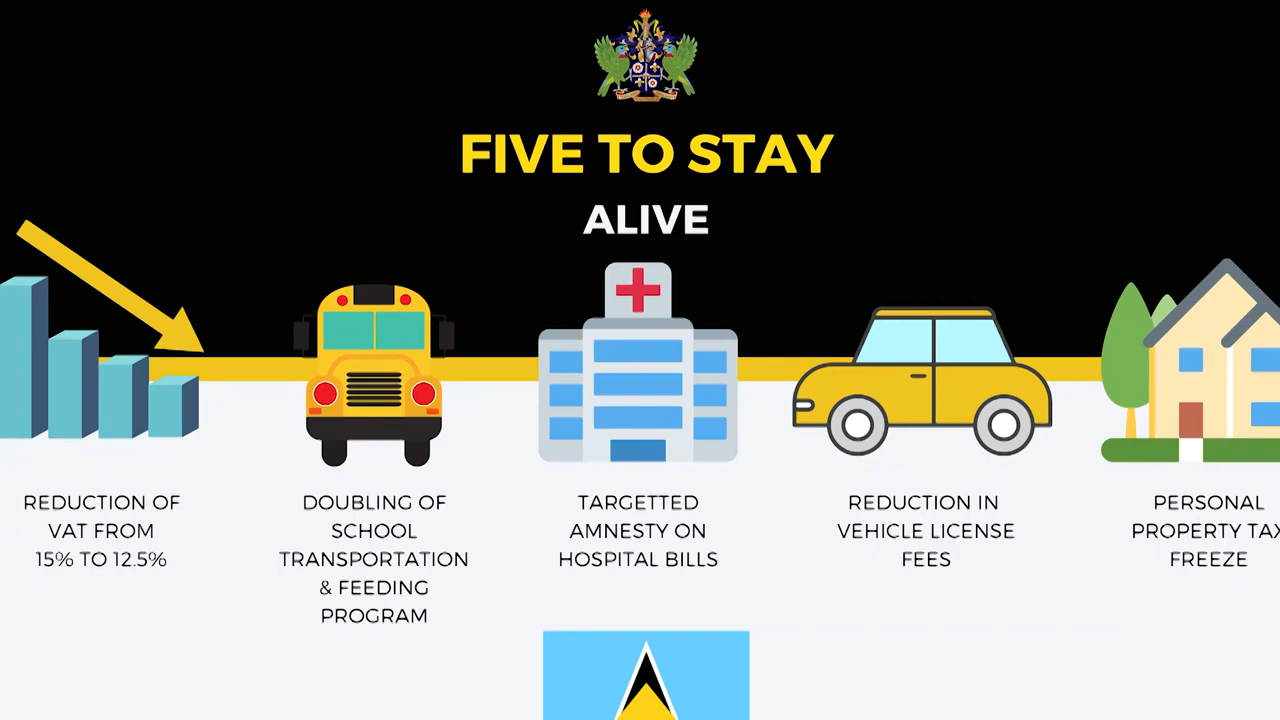 FIVE TO STAY
ALIVE
REDUCTION OF
VAT FROM
15% TO 12.5%
DOUBLING OF
SCHOOL
TRANSPORTATION
& FEEDING
PROGRAM
TARGETTED
AMNESTY ON
HOSPITAL BILLS
REDUCTION IN
VEHICLE LICENSE
FEES
PERSONAL
PROPERTY TAX
FREEZE